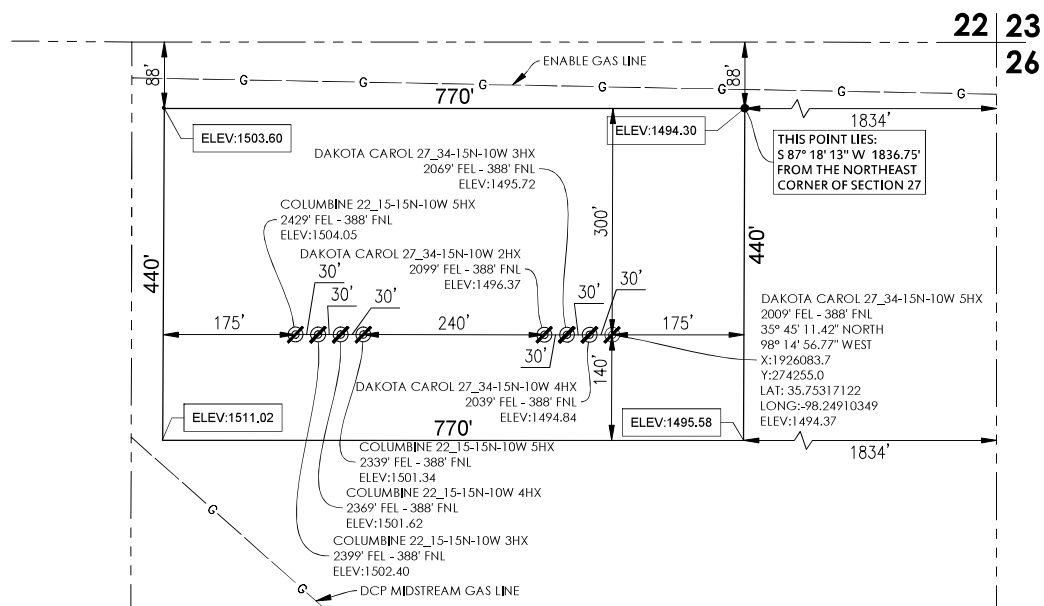 22 23
26
ENABLE GAS LINE
88'
G G G G G G G
88'
770'
1834'
ELEV:1503.60
ELEV:1494.30
THIS POINT LIES:
S 87° 18' 13" W 1836.75'
FROM THE NORTHEAST
CORNER OF SECTION 27
DAKOTA CAROL 27_34-15N-10W 3HX
2069' FEL - 388' FNL
ELEV:1495.72
COLUMBINE 22_15-15N-10W 5HX
2429' FEL - 388' FNL
ELEV:1504.05
DAKOTA CAROL 27_34-15N-10W 2HX
2099' FEL - 388' FNL
ELEV:1496.37
300'
440'
440'
30'
30'
30'
30'
30'
30'
175'
240'
175'
140'
DAKOTA CAROL 27_34-15N-10W 5HX
2009' FEL - 388' FNL
35° 45' 11.42" NORTH
98° 14' 56.77" WEST
X:1926083.7
Y:274255.0
LAT: 35.75317122
LONG:-98.24910349
ELEV:1494.37
DAKOTA CAROL 27_34-15N-10W 4HX
2039' FEL - 388' FNL
ELEV:1494.84
ELEV:1511.02
ELEV:1495.58
770'
1834'
COLUMBINE 22_15-15N-10W 5HX
2339' FEL - 388' FNL
ELEV:1501.34
COLUMBINE 22_15-15N-10W 4HX
2369' FEL - 388' FNL
ELEV:1501.62
COLUMBINE 22_15-15N-10W 3HX
2399' FEL - 388' FNL
ELEV:1502.40
G
G
DCP MIDSTREAM GAS LINE